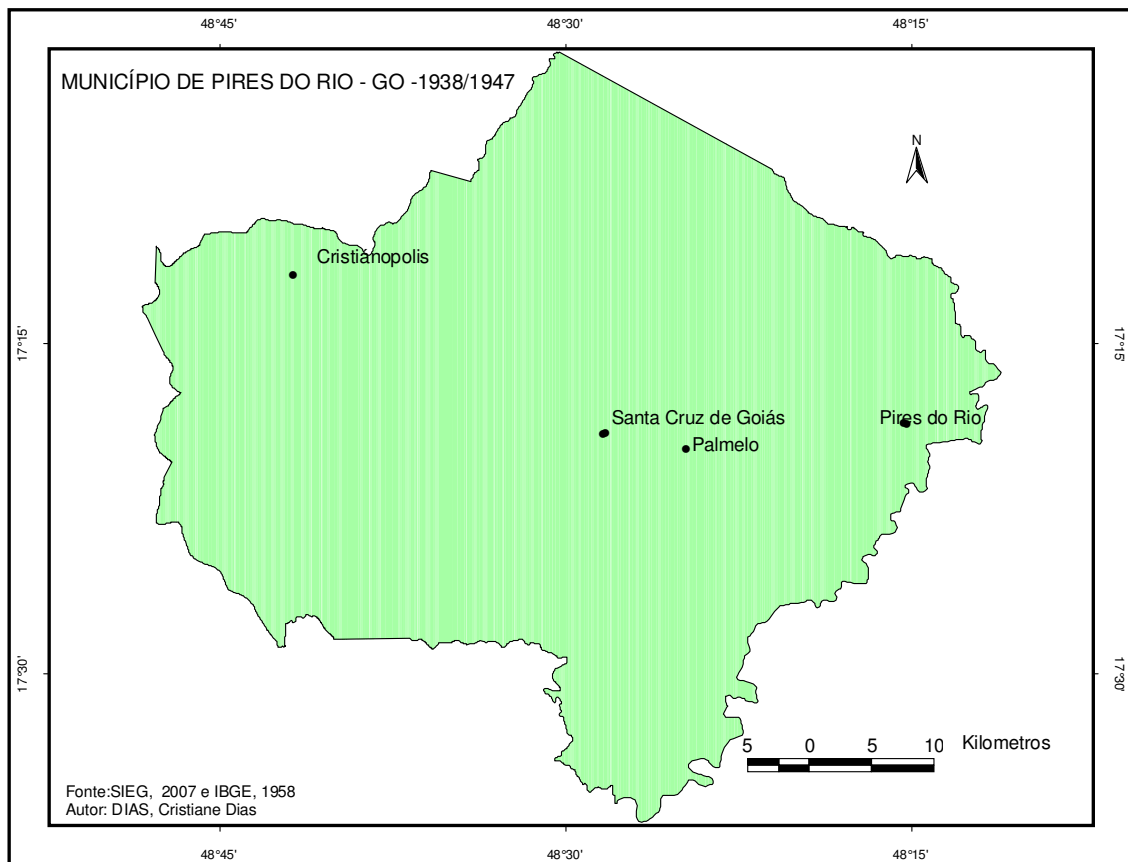 48°45' 48°30' 48°15'
MUNICÍPIO DE PIRES DO RIO - GO -1938/1947
N
Cristianopolis
17°15' 17°15'
Santa Cruz de Goiás
Pires do Rio
Palmelo
17°30' 17°30'
5 0 5 10 Kilometros
Fonte:SIEG, 2007 e IBGE, 1958
Autor: DIAS, Cristiane Dias
48°45' 48°30' 48°15'